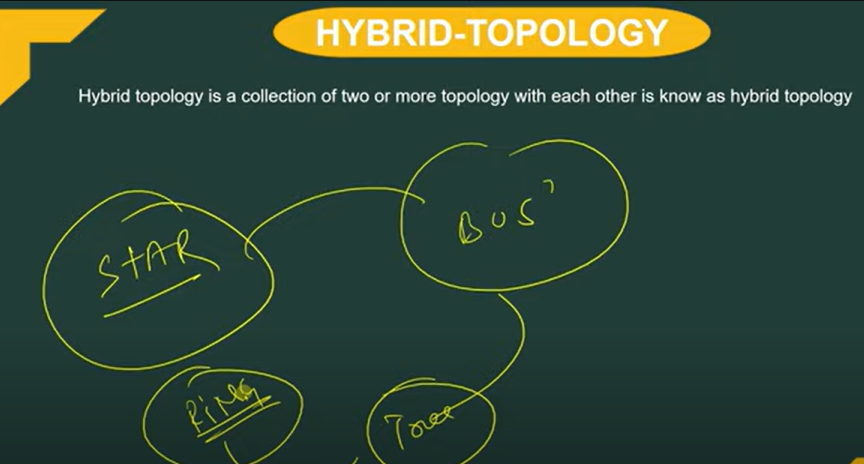 HYBRID-TOPOLOGY
Hybrid topology is a collection of two or more topology with each other is know as hybrid topology
BUS
STAR
RING
Tree